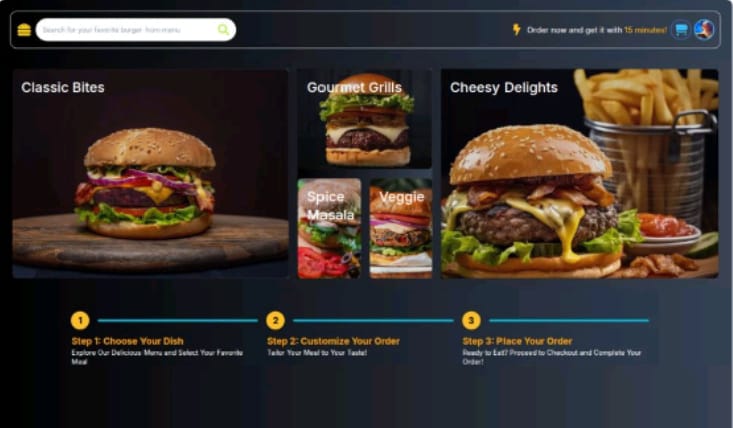 Search for your favorite burger from menu
Order now and get it with 15 minutes!
Classic Bites
Gourmet Grills
Cheesy Delights
Spice
Masala
Veggie
1
2
3
Step 1: Choose Your Dish
Explore Our Delicious Menu and Select Your Favorite
Meal
Step 2: Customize Your Order
Tailor Your Meal to Your Taste!
Step 3: Place Your Order
Ready to Eat? Proceed to Checkout and Complete Your
Order!